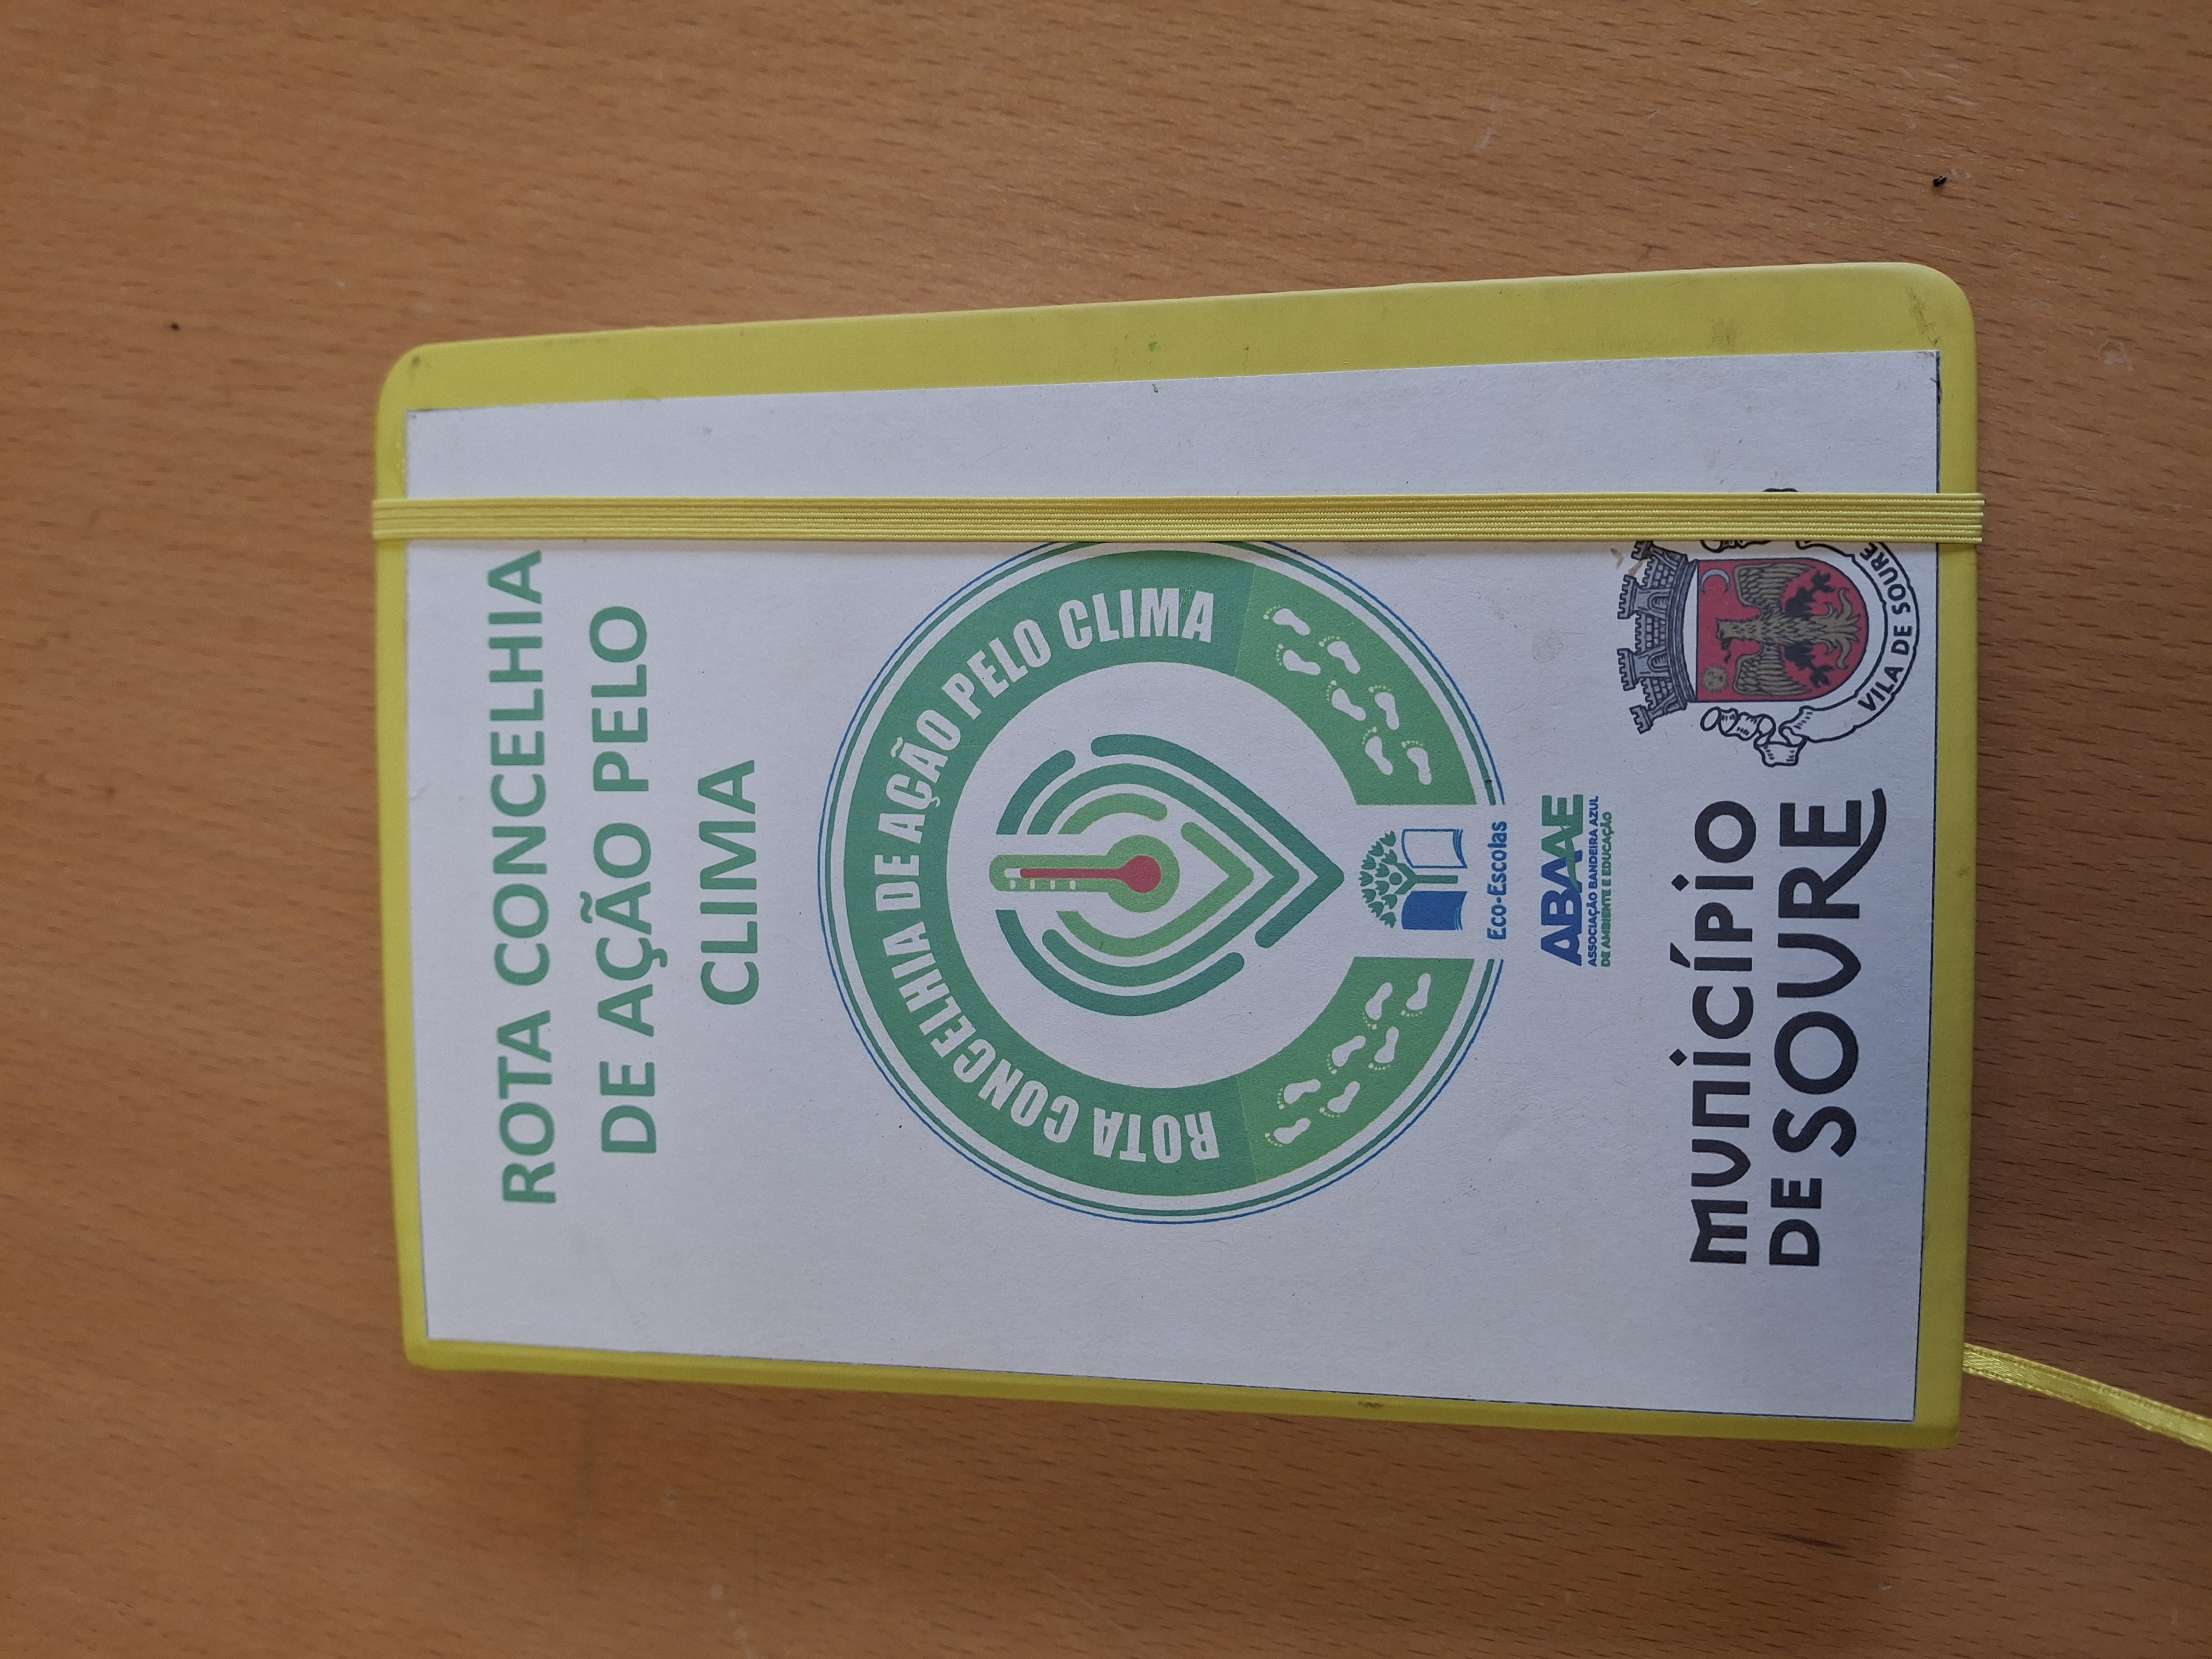 ROTA CONCELHIA
DE AÇÃO PELO
CLIMA
ROTA CONCELHIA DE AÇÃO PELO CLIMA
Eco-Escolas
ABAAE
ASSOCIAÇÃO BANDEIRA AZUL
DE AMBIENTE E EDUCAÇÃO
MUNICÍPIO
DE SOURE
VILA DE SOURE